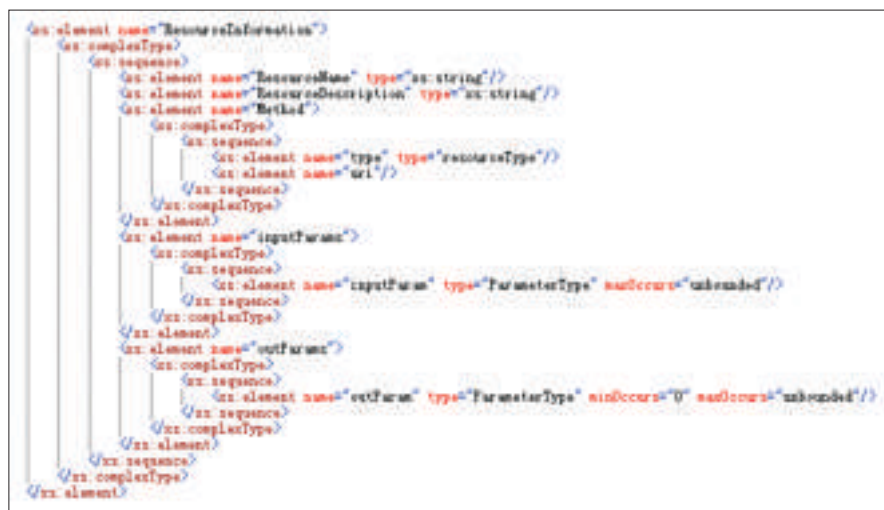 <xs:element name="ResourceInformation">
<xs:complexType>
<xs:sequence>
<xs:element name="ResourceName" type="xs:string"/>
<xs:element name="ResourceDescription" type="xs:string"/>
<xs:element name="Method">
<xs:complexType>
<xs:sequence>
<xs:element name="type" type="resourseType"/>
<xs:element name="uri"/>
</xs:sequence>
</xs:complexType>
</xs:element>
<xs:element name="inputParams">
<xs:complexType>
<xs:sequence>
<xs:element name="inputParam" type="ParameterType" maxOccurs="unbounded"/>
</xs:sequence>
</xs:complexType>
</xs:element>
<xs:element name="outParams">
<xs:complexType>
<xs:sequence>
<xs:element name="outParam" type="ParameterType" minOccurs="0" maxOccurs="unbounded"/>
</xs:sequence>
</xs:complexType>
</xs:element>
</xs:sequence>
</xs:complexType>
</xs:element>